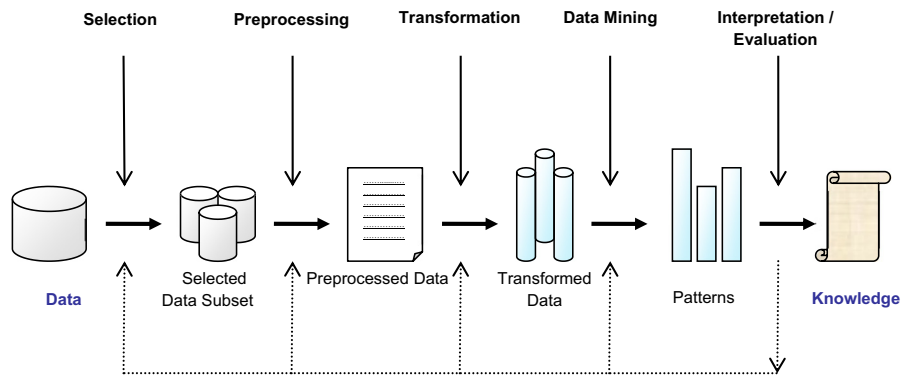 Selection
Preprocessing
Transformation
Data Mining
Interpretation /
Evaluation
Data
Selected
Data Subset
Preprocessed Data
Transformed
Data
Patterns
Knowledge